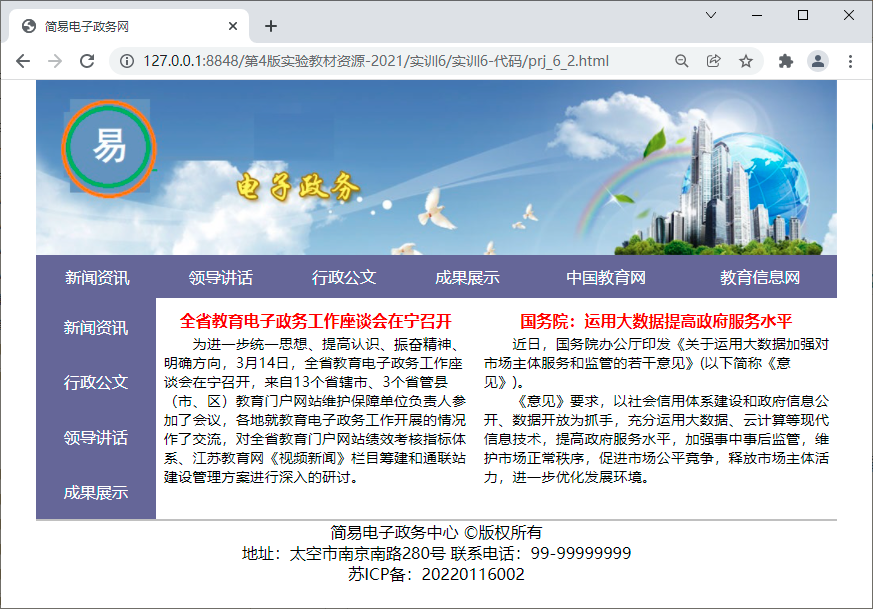 简易电子政务网
127.0.0.1:8848/第4版实验教材资源-2021/实训6/实训6-代码/prj_6_2.html
易
电子政务
新闻资讯 领导讲话 行政公文 成果展示 中国教育网 教育信息网
新闻资讯
行政公文
领导讲话
成果展示
全省教育电子政务工作座谈会在宁召开
为进一步统一思想、提高认识、振奋精神、
明确方向，3月14日，全省教育电子政务工作座
谈会在宁召开，来自13个省辖市、3个省管县
（市、区）教育门户网站维护保障单位负责人参
加了会议，各地就教育电子政务工作开展的情况
作了交流，对全省教育门户网站绩效考核指标体
系、江苏教育网《视频新闻》栏目筹建和通联站
建设管理方案进行深入的研讨。
国务院：运用大数据提高政府服务水平
近日，国务院办公厅印发《关于运用大数据加强对
市场主体服务和监管的若干意见》(以下简称《意
见》)。
《意见》要求，以社会信用体系建设和政府信息公
开、数据开放为抓手，充分运用大数据、云计算等现代
信息技术，提高政府服务水平，加强事中事后监管，维
护市场正常秩序，促进市场公平竞争，释放市场主体活
力，进一步优化发展环境。
简易电子政务中心 ©版权所有
地址：太空市南京南路280号 联系电话：99-99999999
苏ICP备：20220116002